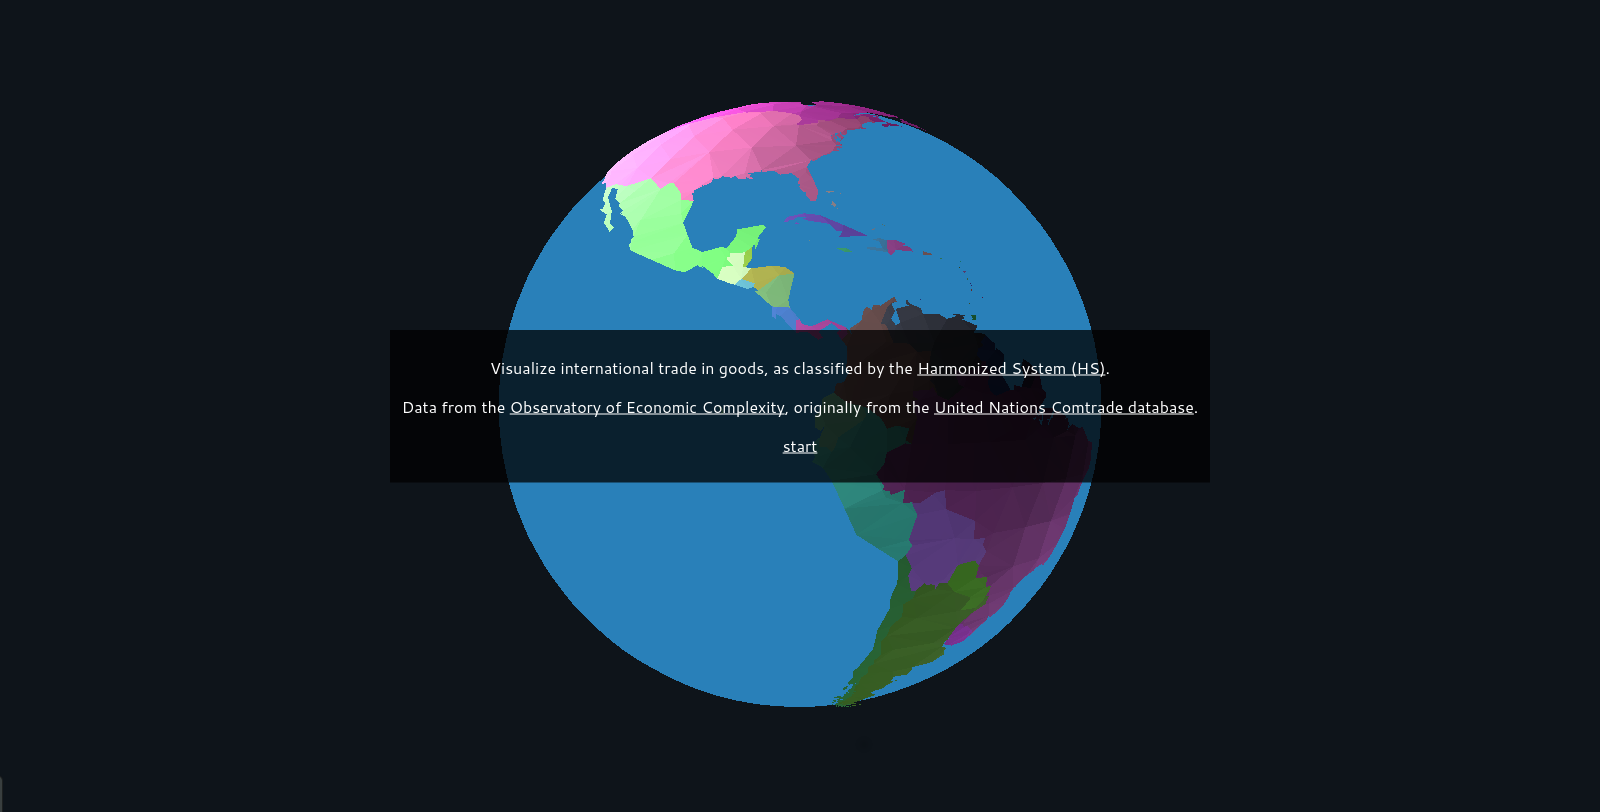 Visualize international trade in goods, as classified by the Harmonized System (HS).
Data from the Observatory of Economic Complexity, originally from the United Nations Comtrade database.
start